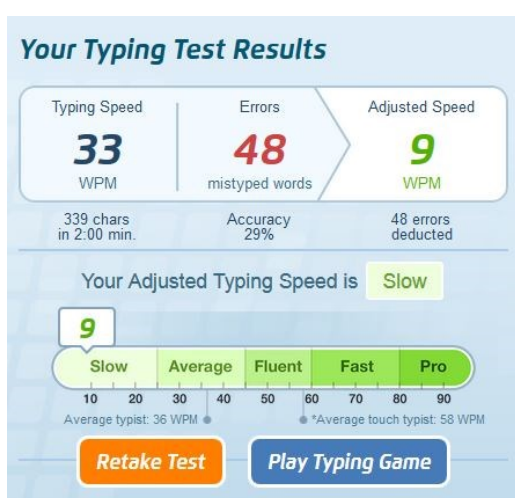 Your Typing Test Results
Typing Speed Errors Adjusted Speed
33 48 9
WPM mistyped words WPM
339 chars Accuracy 48 errors
in 2:00 min. 29% deducted
Your Adjusted Typing Speed is Slow
9
Slow Average Fluent Fast Pro
10 20 30 40 50 60 70 80 90
Average typist: 36 WPM *Average touch typist: 58 WPM
Retake Test Play Typing Game